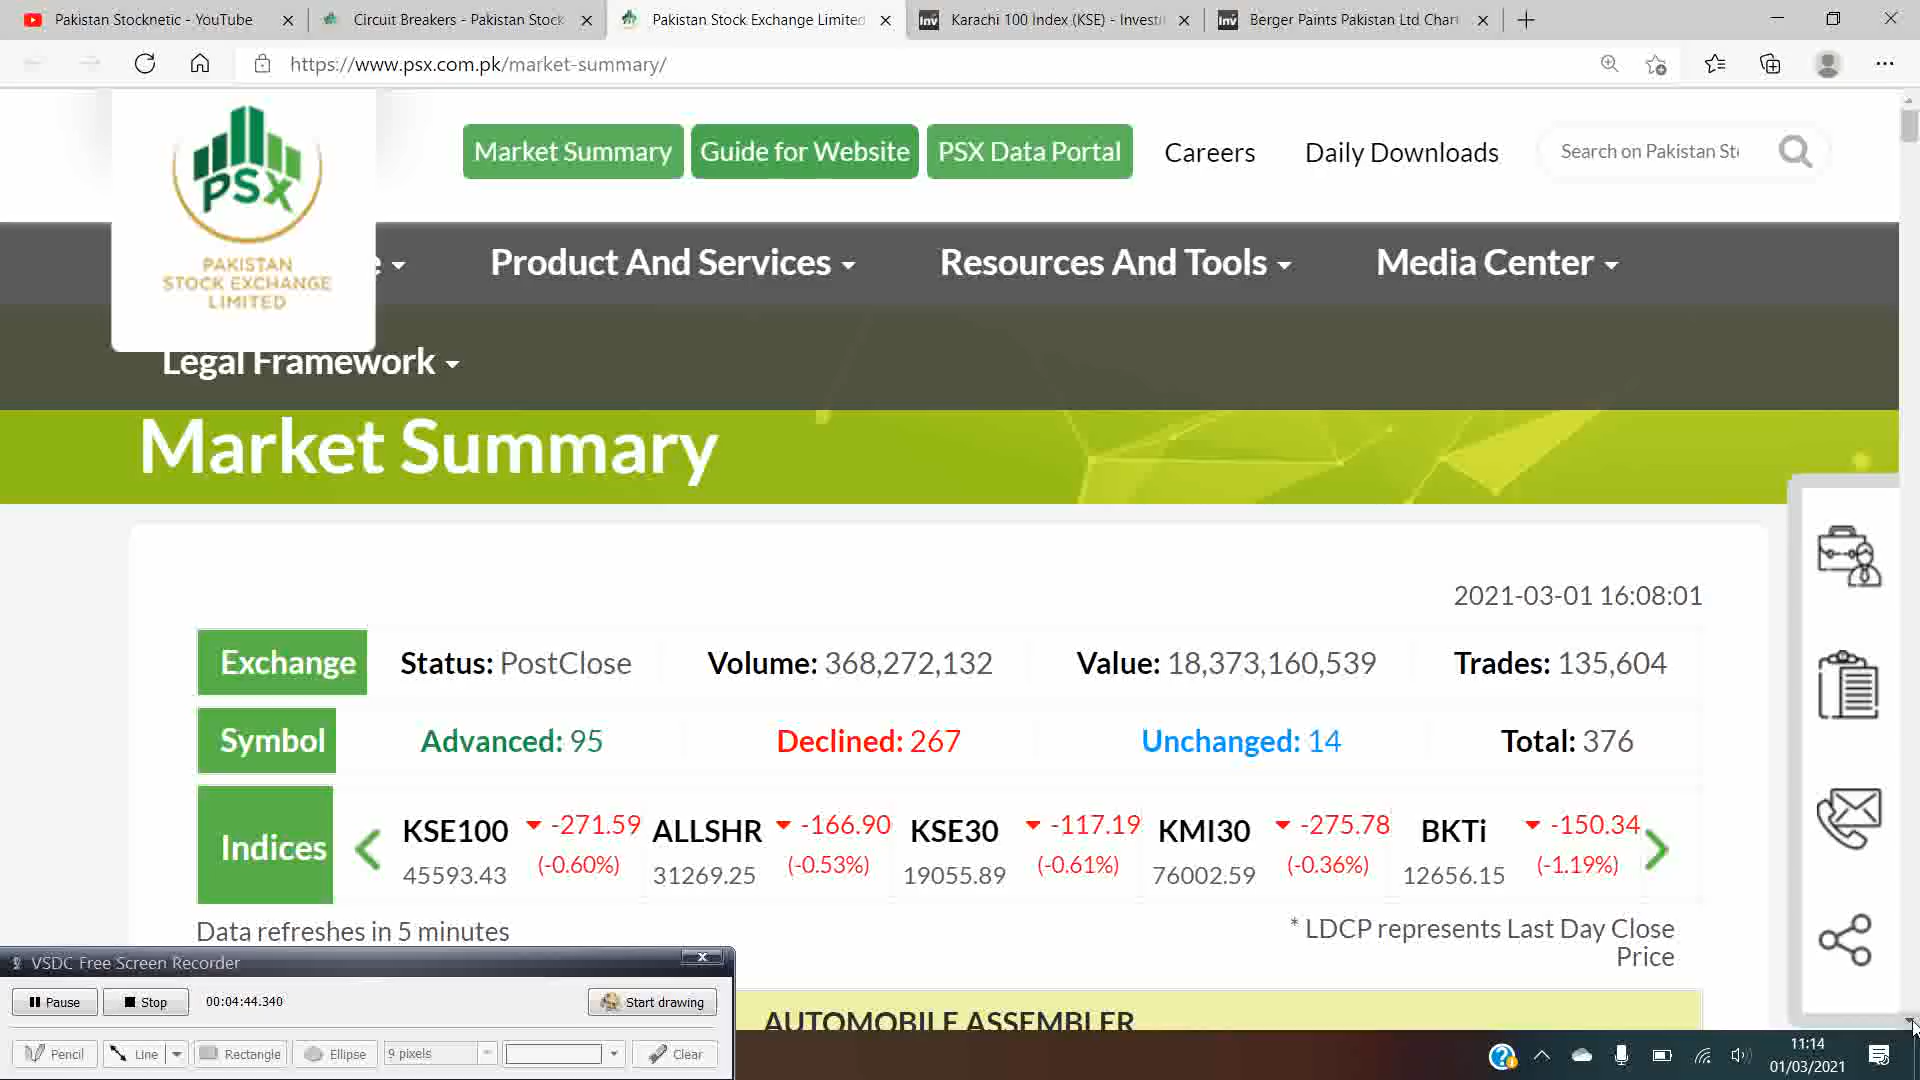 Pakistan Stocknetic - YouTube
Circuit Breakers - Pakistan Stock
Pakistan Stock Exchange Limited
Karachi 100 Index (KSE) - Investi
Berger Paints Pakistan Ltd Char
https://www.psx.com.pk/market-summary/
PSX
PAKISTAN
STOCK EXCHANGE
LIMITED
Market Summary
Guide for Website
PSX Data Portal
Careers
Daily Downloads
Search on Pakistan Sto
Product And Services
Resources And Tools
Media Center
Legal Framework
Market Summary
2021-03-01 16:08:01
Exchange Status: PostClose Volume: 368,272,132 Value: 18,373,160,539 Trades: 135,604
Symbol Advanced: 95 Declined: 267 Unchanged: 14 Total: 376
Indices
KSE100 -271.59 ALLSHR -166.90 KSE30 -117.19 KMI30 -275.78 BKTi -150.34
45593.43 (-0.60%) 31269.25 (-0.53%) 19055.89 (-0.61%) 76002.59 (-0.36%) 12656.15 (-1.19%)
Data refreshes in 5 minutes
* LDCP represents Last Day Close
Price
AUTOMOBILE ASSEMBLER
VSDC Free Screen Recorder
Pause Stop 00:04:44.340 Start drawing
Pencil Line Rectangle Ellipse 9 pixels Clear
11:14
01/03/2021